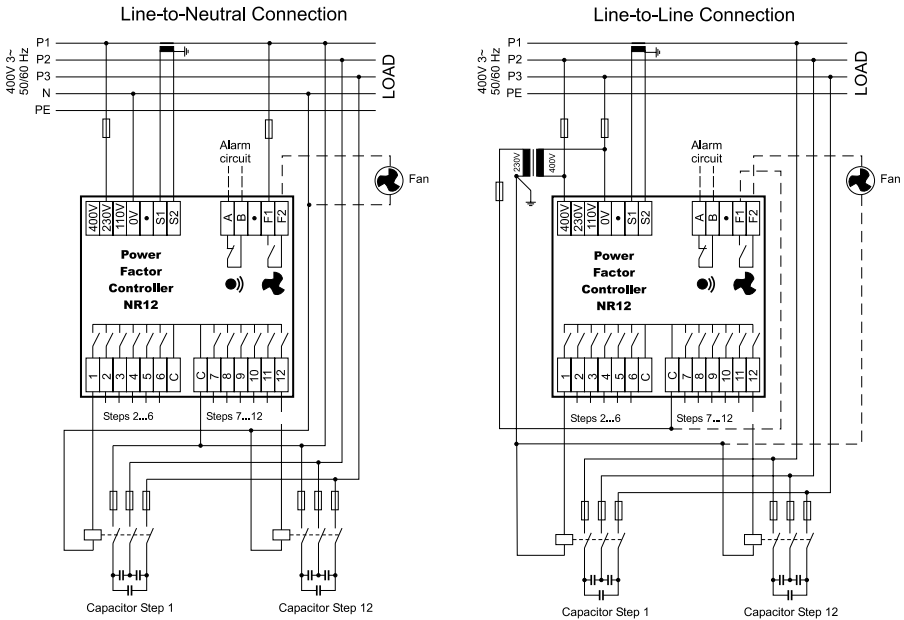 Line-to-Neutral Connection
400V 3~
50/60 Hz
P1
P2
P3
N
PE
LOAD
Alarm
circuit
Fan
400V
230V
110V
0V
•
S1
S2
A
B
•
F1
F2
Power
Factor
Controller
NR12
1
2
3
4
5
6
C
C
7
8
9
10
11
12
Steps 2...6
Steps 7...12
Capacitor Step 1
Capacitor Step 12
Line-to-Line Connection
400V 3~
50/60 Hz
P1
P2
P3
PE
LOAD
230V
400V
Alarm
circuit
Fan
400V
230V
110V
0V
•
S1
S2
A
B
•
F1
F2
Power
Factor
Controller
NR12
1
2
3
4
5
6
C
C
7
8
9
10
11
12
Steps 2...6
Steps 7...12
Capacitor Step 1
Capacitor Step 12